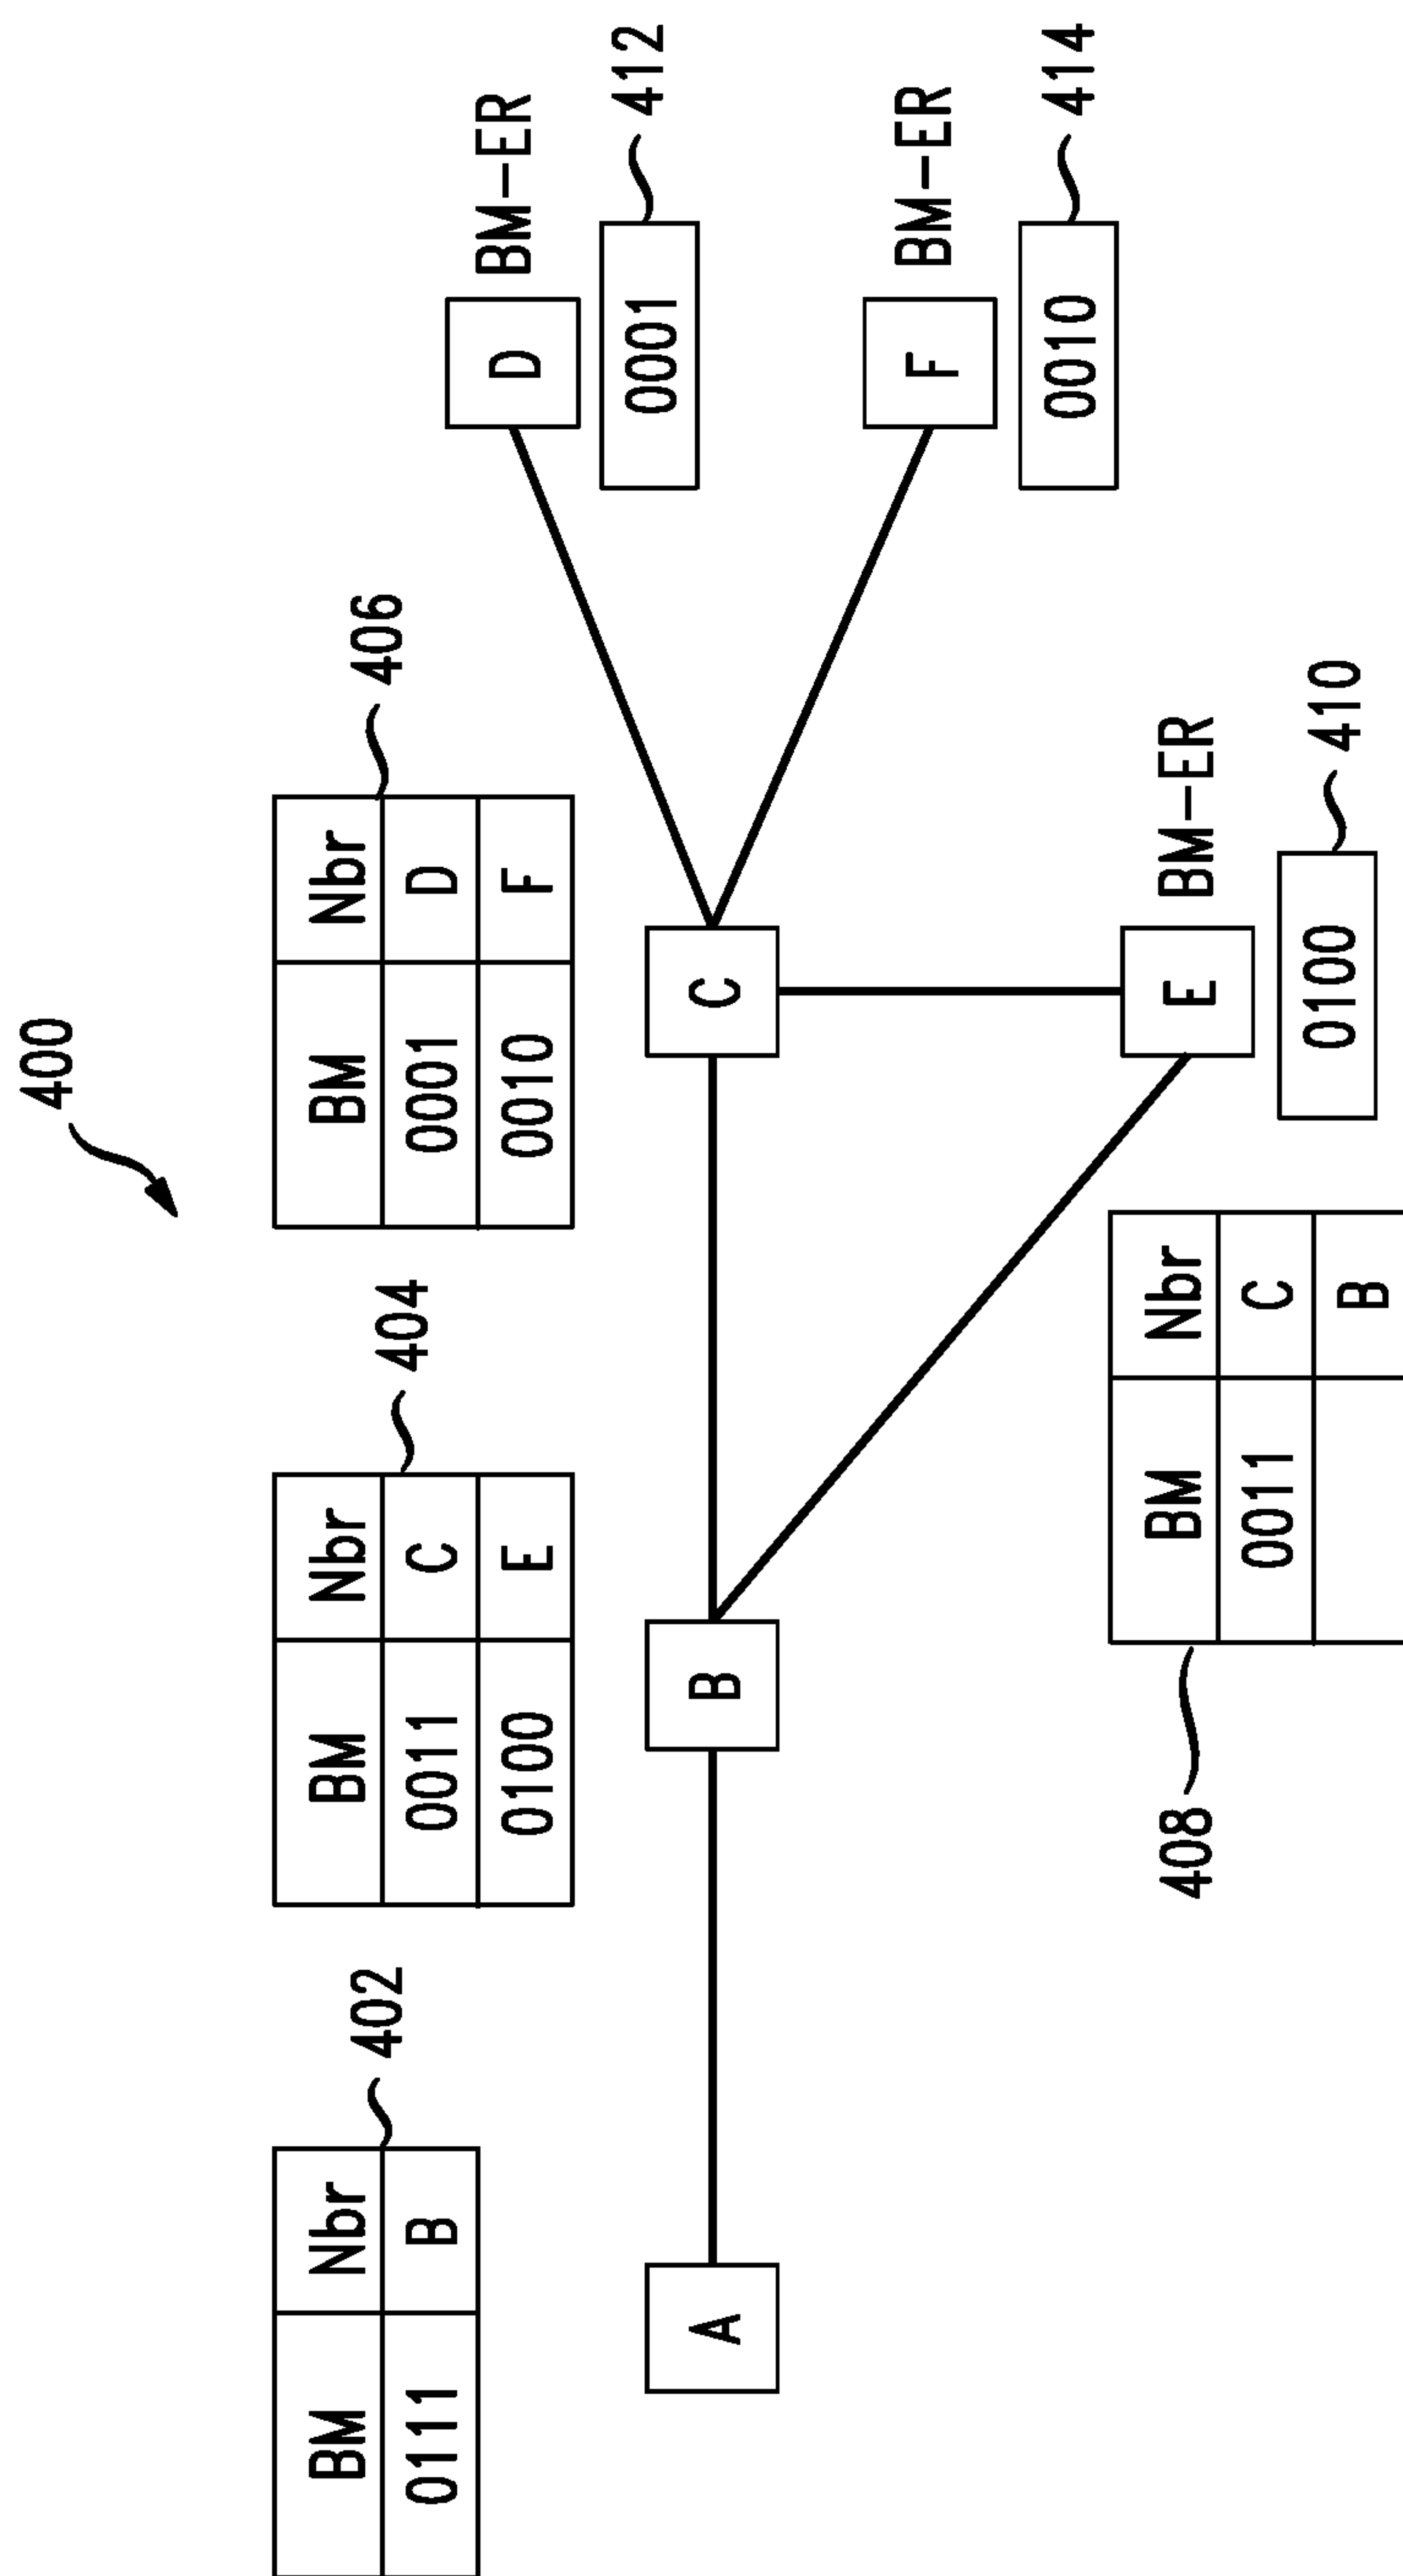 400
402
404
406
BM Nbr
0111 B
BM Nbr
0011 C
0100 E
BM Nbr
0001 D
0010 F
D BM-ER
0001
412
A
B
C
F BM-ER
0010
414
E BM-ER
0100
410
408
BM Nbr
0011 C
B